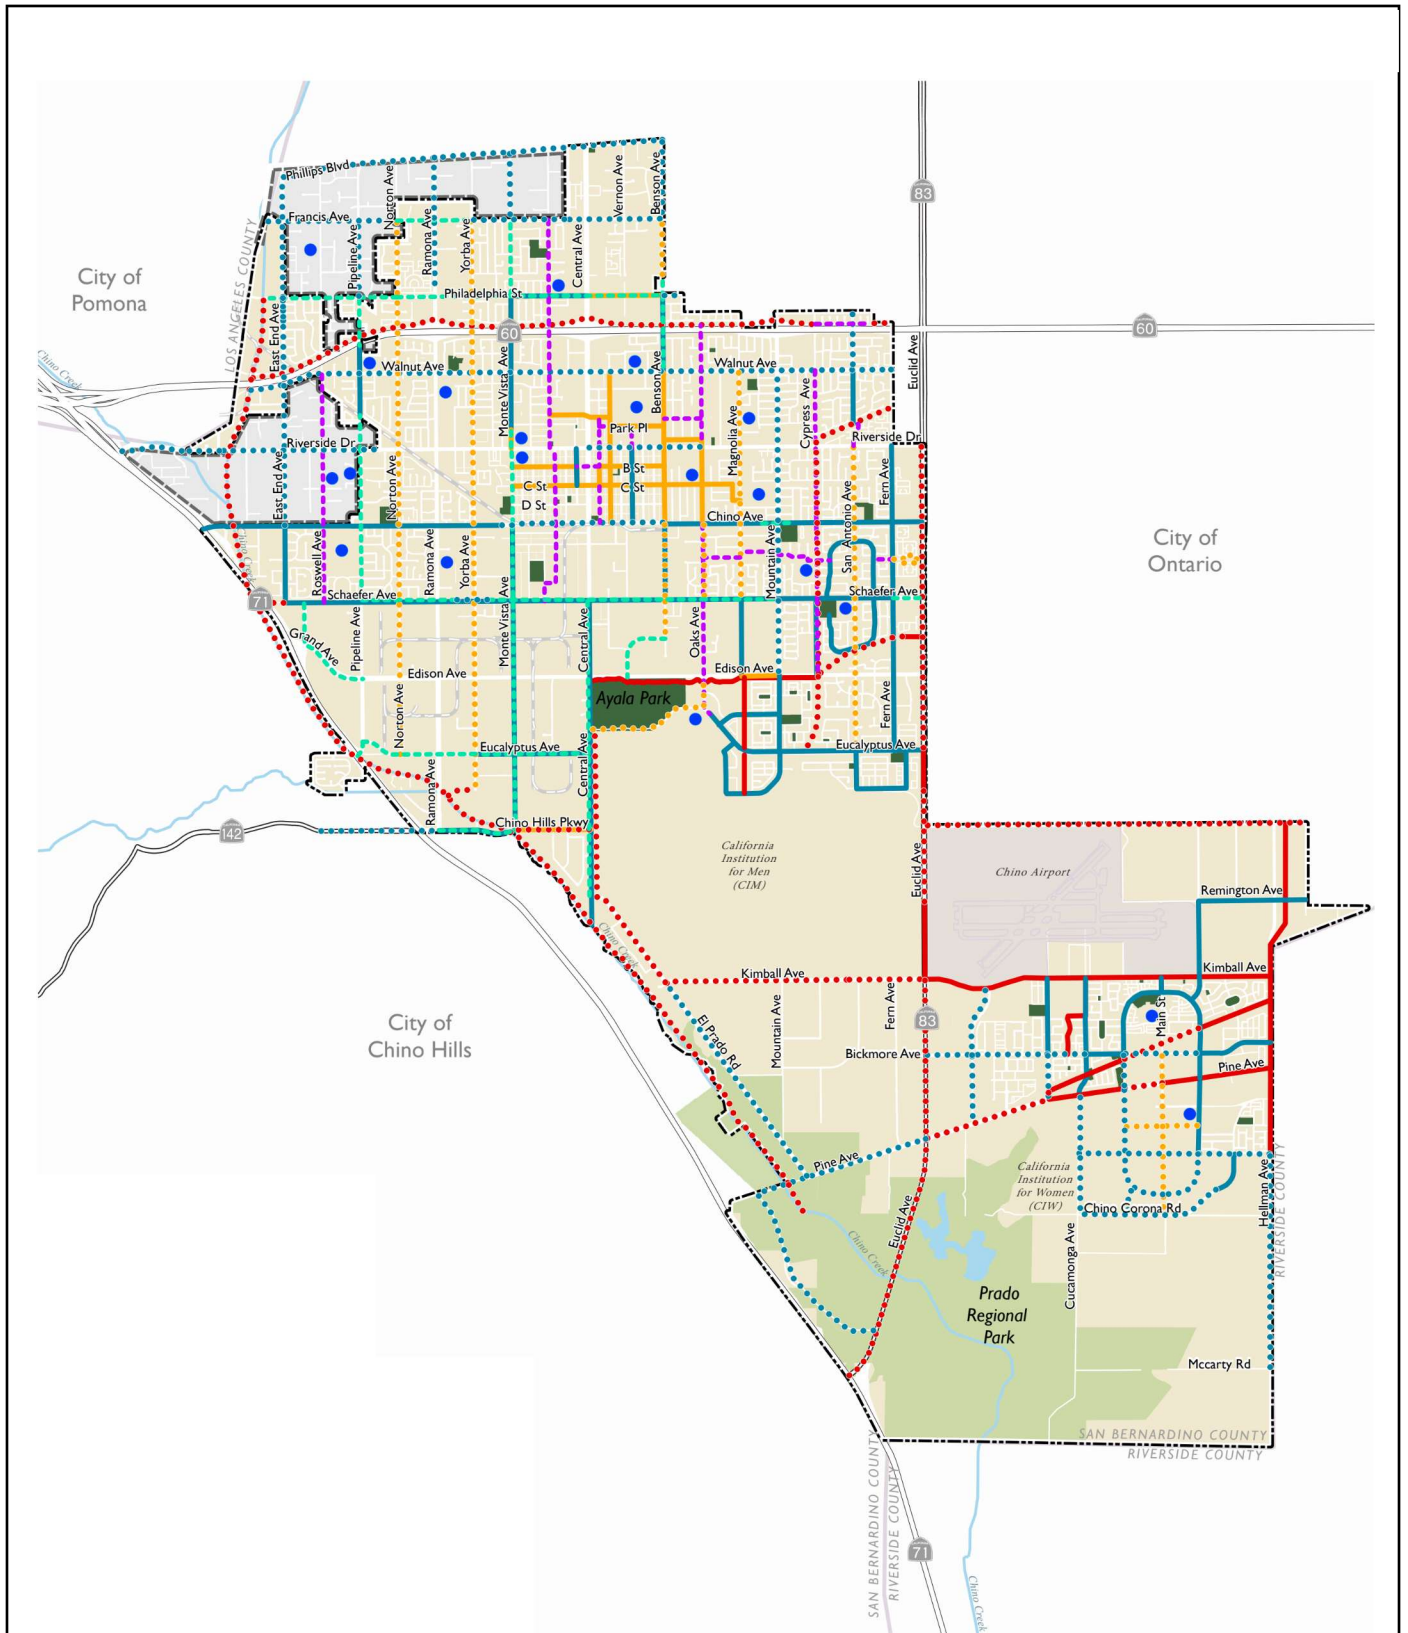 83
Phillips Blvd
Norton Ave
Vernon Ave
Benson Ave
Francis Ave
Pipeline Ave
Ramona Ave
Yorba Ave
Central Ave
LOS ANGELES COUNTY
City of
Pomona
Philadelphia St
East End Ave
60
60
Euclid Ave
Chino Creek
Walnut Ave
Walnut Ave
Monte Vista Ave
Benson Ave
Magnolia Ave
Cypress Ave
Park Pl
Riverside Dr
Riverside Dr
B St
C St
C St
D St
East End Ave
Norton Ave
Fern Ave
San Antonio Ave
Chino Ave
City of
Ontario
Roswell Ave
Ramona Ave
Yorba Ave
Mountain Ave
Schaefer Ave
Schaefer Ave
71
Monte Vista Ave
Grand Ave
Pipeline Ave
Central Ave
Oaks Ave
Edison Ave
Edison Ave
Ayala Park
Norton Ave
Fern Ave
Eucalyptus Ave
Eucalyptus Ave
Central Ave
Ramona Ave
Chino Hills Pkwy
142
California
Institution
for Men
(CIM)
Euclid Ave
Chino Airport
Remington Ave
Chino Creek
Kimball Ave
Kimball Ave
City of
Chino Hills
El Prado Rd
Mountain Ave
Fern Ave
83
Main St
Bickmore Ave
Pine Ave
Pine Ave
California
Institution
for Women
(CIW)
Chino Corona Rd
Hellman Ave
RIVERSIDE COUNTY
Euclid Ave
Chino Creek
Cucamonga Ave
Prado
Regional
Park
Mccarty Rd
SAN BERNARDINO COUNTY
RIVERSIDE COUNTY
SAN BERNARDINO COUNTY
RIVERSIDE COUNTY
71
Chino Creek